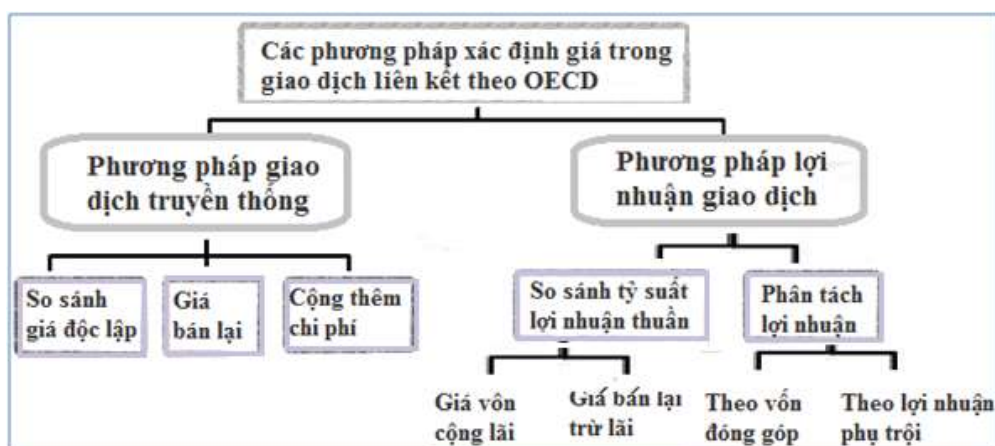 Các phương pháp xác định giá trong
giao dịch liên kết theo OECD
Phương pháp giao
dịch truyền thống
Phương pháp lợi
nhuận giao dịch
So sánh
giá độc lập
Giá
bán lại
Cộng thêm
chi phí
So sánh tỷ suất
lợi nhuận thuần
Phân tách
lợi nhuận
Giá vôn
cộng lãi
Giá bán lại
trừ lãi
Theo vốn
đóng góp
Theo lợi nhuận
phụ trội